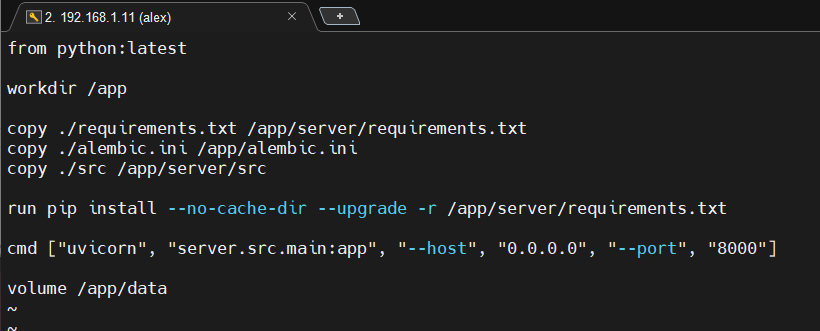 2. 192.168.1.11 (alex)
from python:latest
workdir /app
copy ./requirements.txt /app/server/requirements.txt
copy ./alembic.ini /app/alembic.ini
copy ./src /app/server/src
run pip install --no-cache-dir --upgrade -r /app/server/requirements.txt
cmd ["uvicorn", "server.src.main:app", "--host", "0.0.0.0", "--port", "8000"]
volume /app/data
~
~